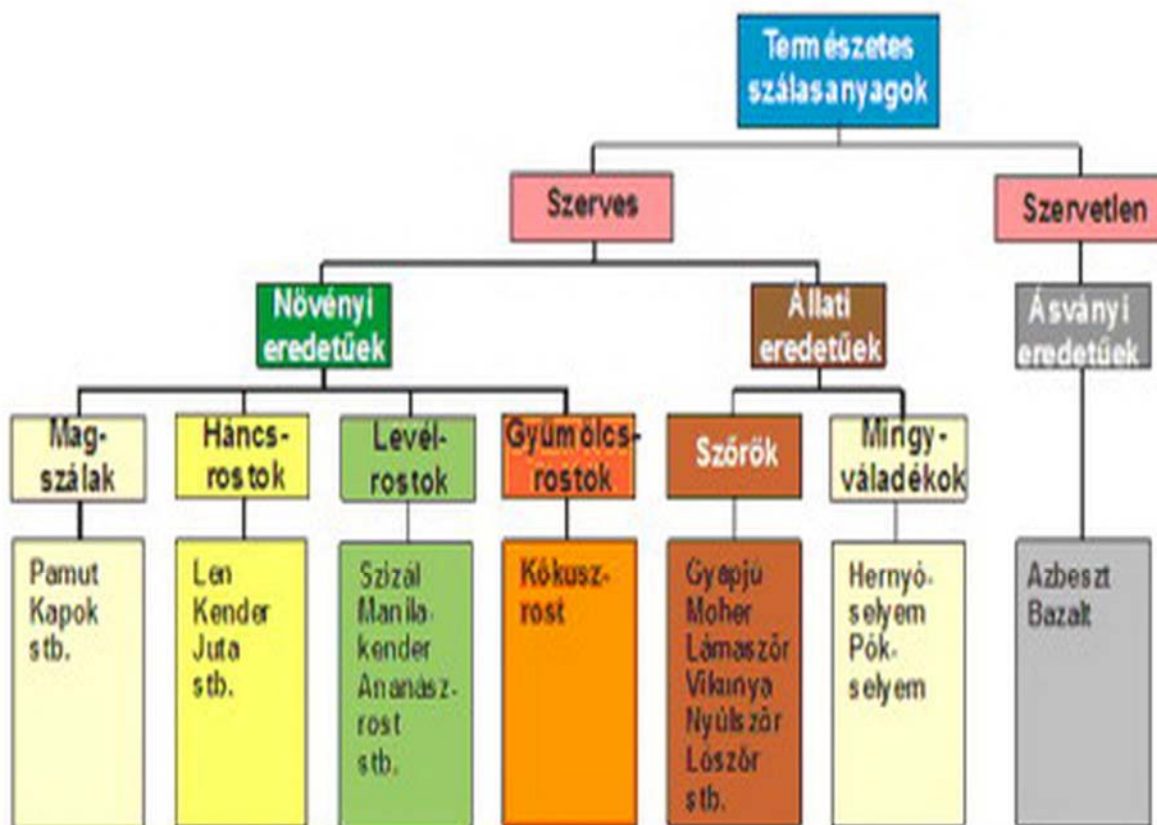 Természetes
szálasanyagok
Szerves
Szervetlen
Növényi
eredetűek
Állati
eredetűek
Ásványi
eredetűek
Mag-
szálak
Háncs-
rostok
Levél-
rostok
Gyümölcs-
rostok
Szőrök
Mirigy-
váladékok
Pamut
Kapok
stb.
Len
Kender
Juta
stb.
Szizál
Manila-
kender
Ananász-
rost
stb.
Kókusz-
rost
Gyapjú
Moher
Lámaszőr
Vikunya
Nyúlszőr
Lószőr
stb.
Hernyó-
selyem
Pók-
selyem
Azbeszt
Bazalt